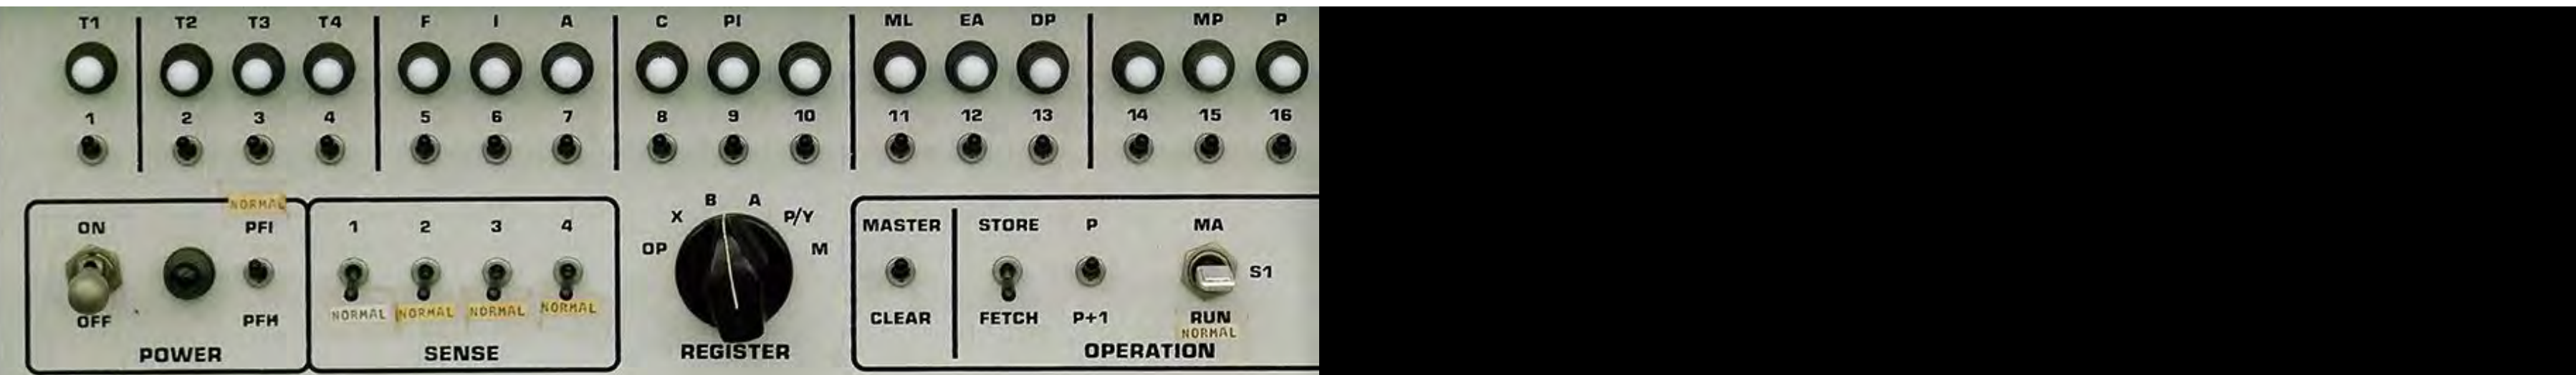 T1 T2 T3 T4 F I A C PI ML EA DP MP P
1 2 3 4 5 6 7 8 9 10 11 12 13 14 15 16
NORMAL
ON PFI
OFF PFH
POWER
1 2 3 4
NORMAL NORMAL NORMAL NORMAL
SENSE
OP X B A P/Y M
REGISTER
MASTER STORE P MA
S1
CLEAR FETCH P+1 RUN
NORMAL
OPERATION